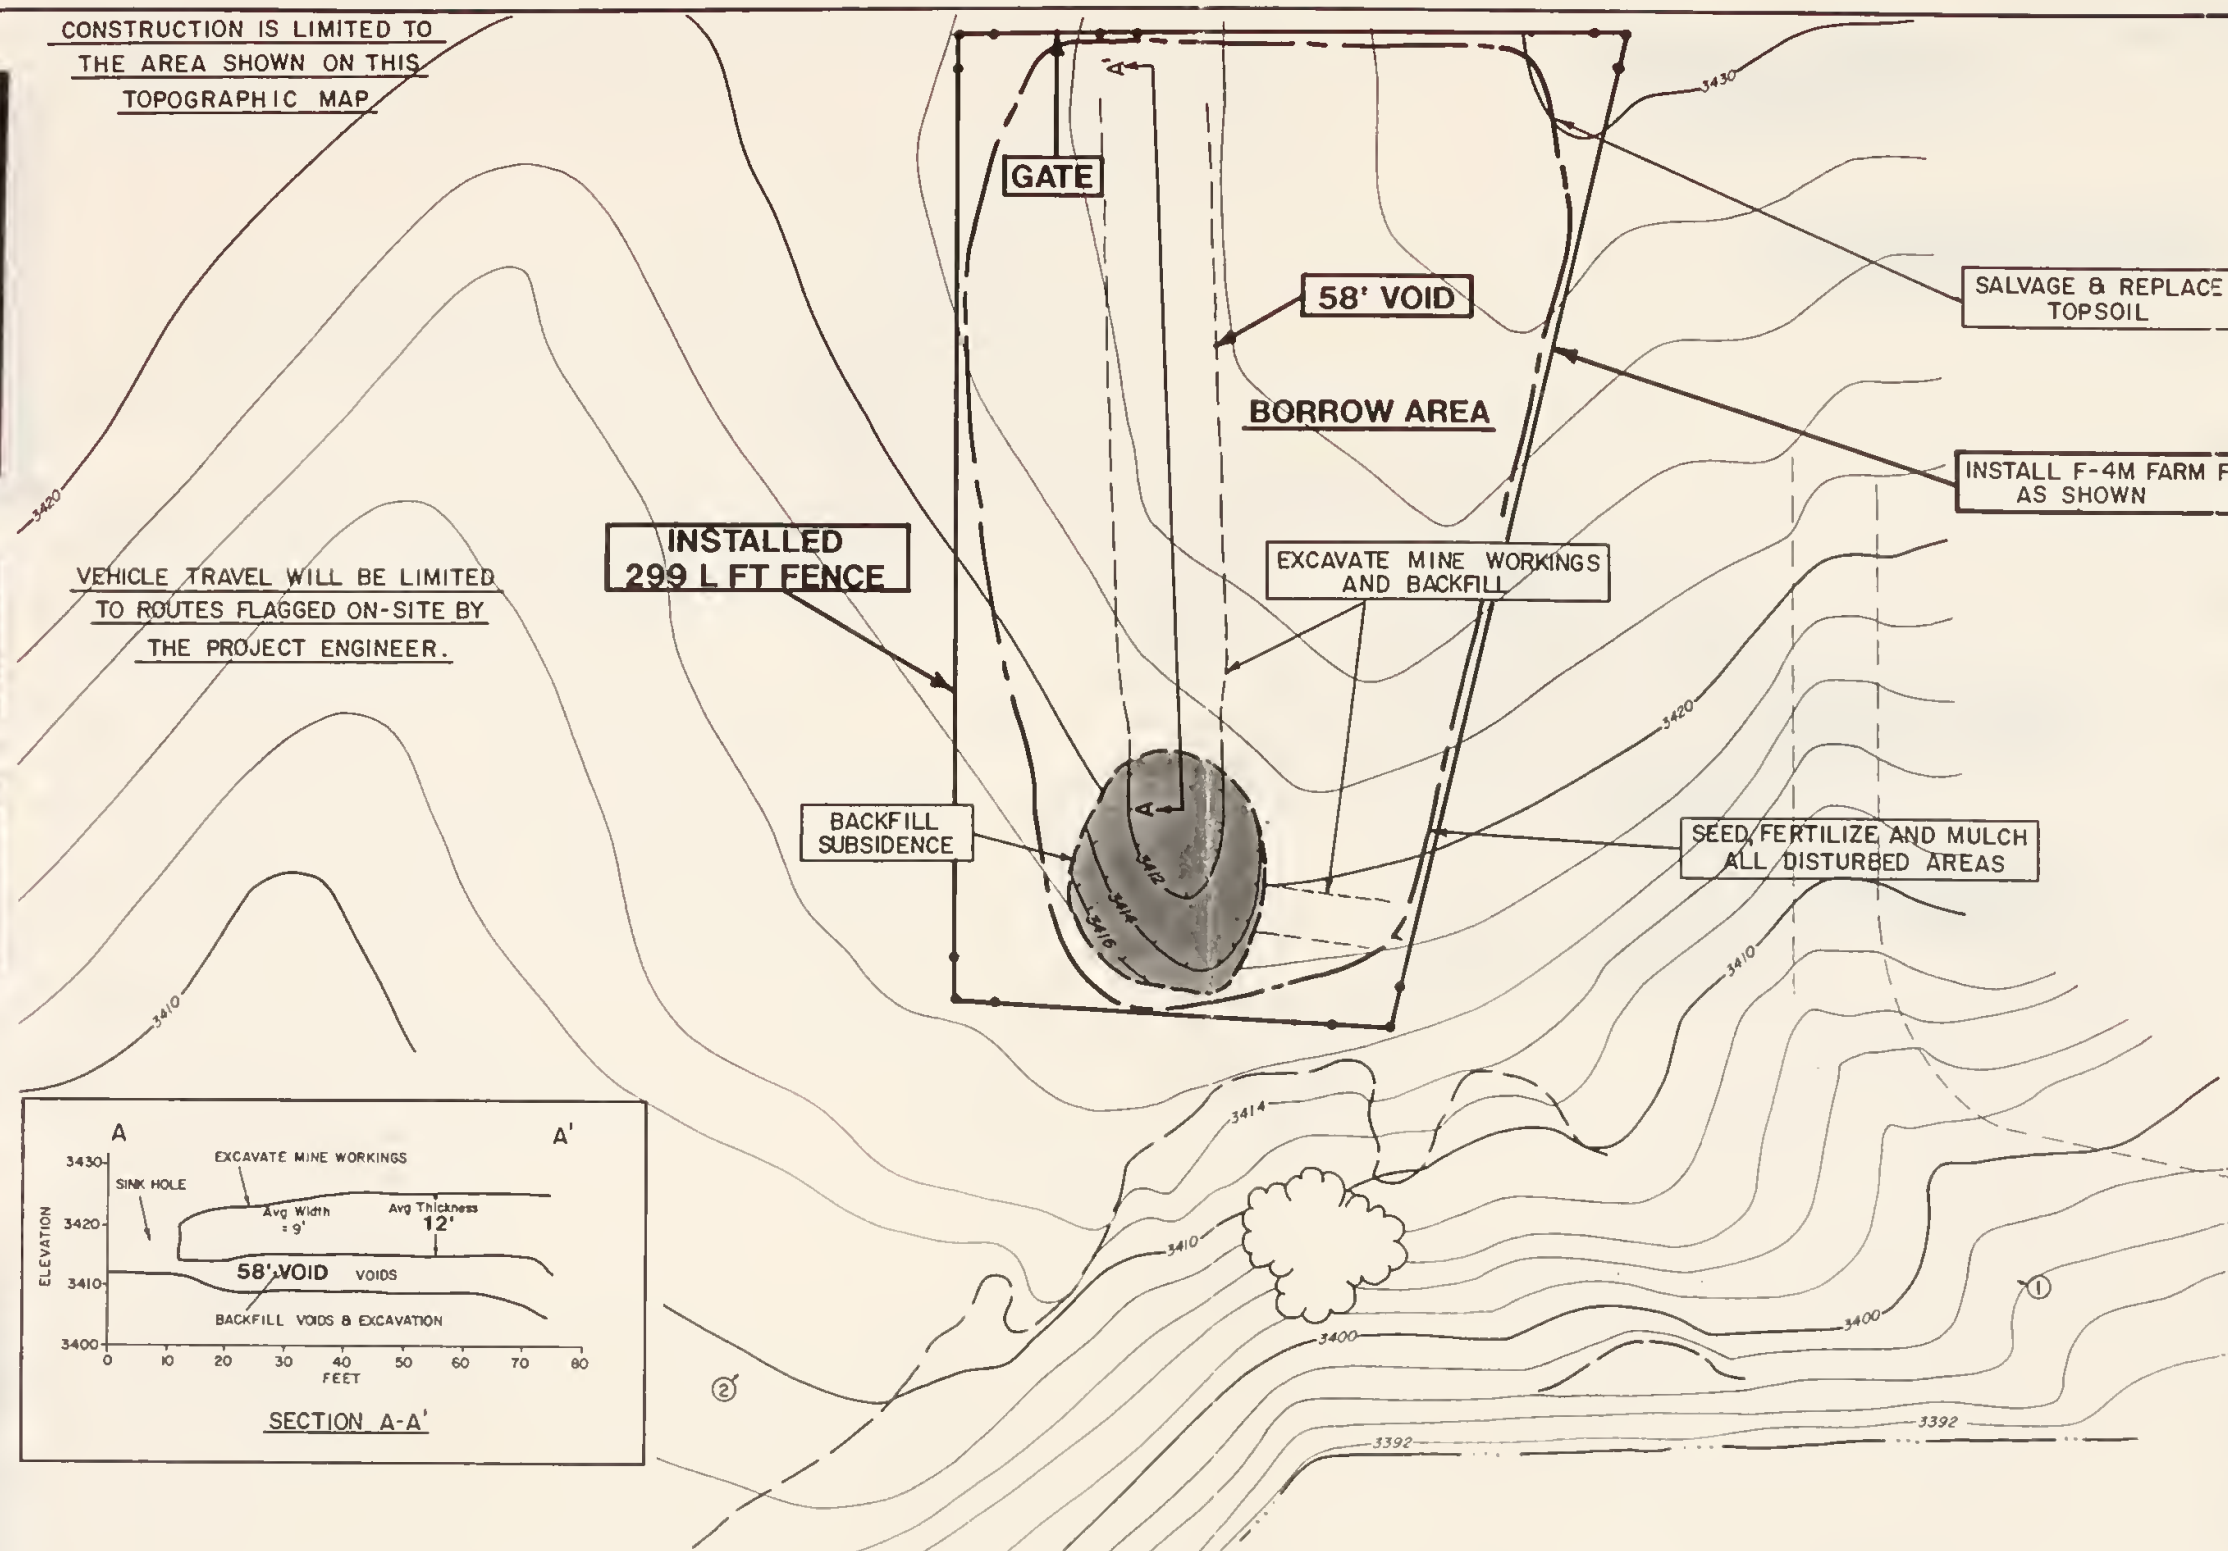 CONSTRUCTION IS LIMITED TO
THE AREA SHOWN ON THIS
TOPOGRAPHIC MAP
A'
3430
GATE
58' VOID
SALVAGE & REPLACE
TOPSOIL
BORROW AREA
INSTALL F-4M FARM
AS SHOWN
3420
INSTALLED
299 L FT FENCE
EXCAVATE MINE WORKINGS
AND BACKFILL
VEHICLE TRAVEL WILL BE LIMITED
TO ROUTES FLAGGED ON-SITE BY
THE PROJECT ENGINEER.
3420
A
BACKFILL
SUBSIDENCE
SEED, FERTILIZE AND MULCH
ALL DISTURBED AREAS
3412
3414
3416
3410
3410
3414
3410
1
3400
3400
2
3392
3392
A
A'
EXCAVATE MINE WORKINGS
SINK HOLE
Avg Width
= 9'
Avg Thickness
12'
58' VOID
VOIDS
BACKFILL VOIDS & EXCAVATION
ELEVATION
3430
3420
3410
3400
0 10 20 30 40 50 60 70 80
FEET
SECTION A-A'